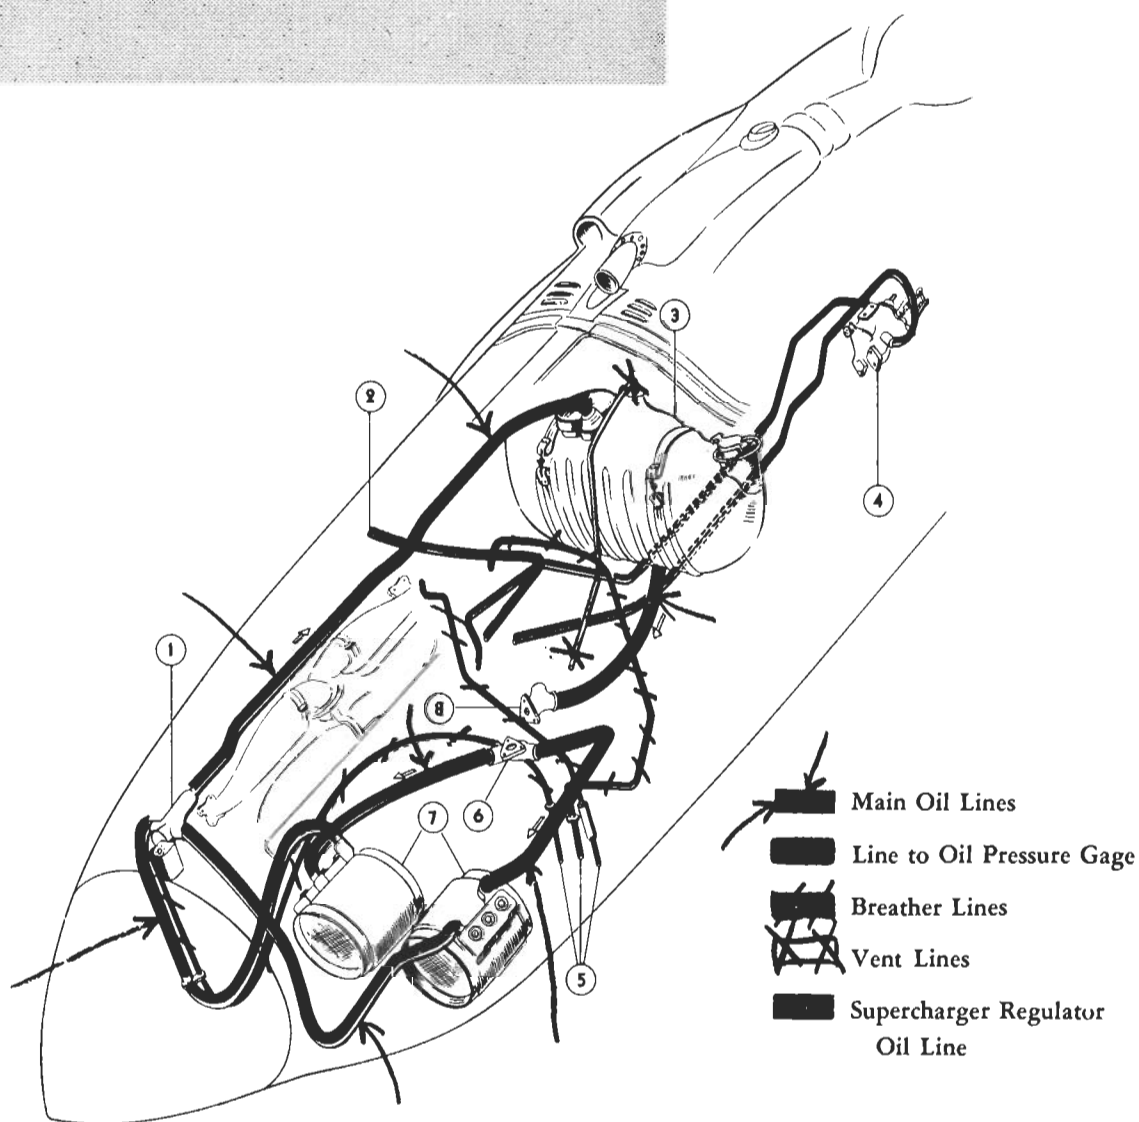 3
2
4
1
8
6
7
5
Main Oil Lines
Line to Oil Pressure Gage
Breather Lines
Vent Lines
Supercharger Regulator
Oil Line